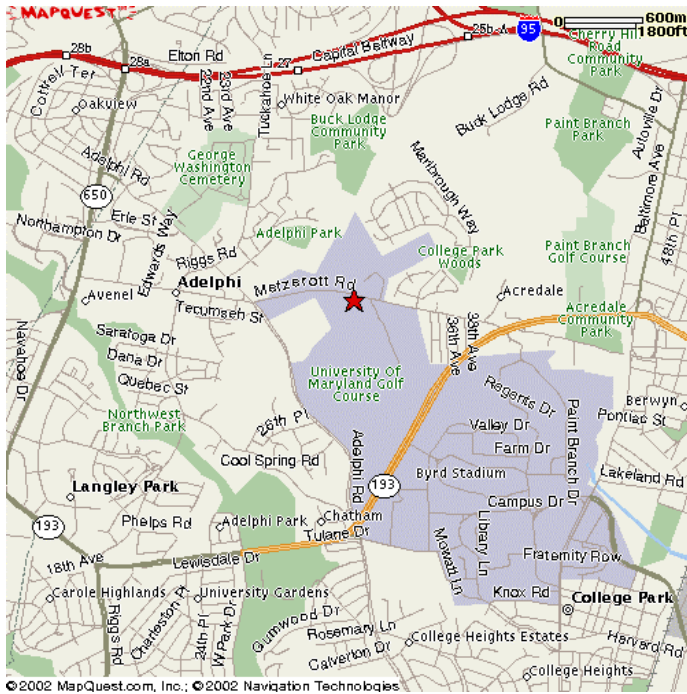 MAPQUEST
0 600m
1800ft
28b
28a
27
25b
95
Capital Beltway
Elton Rd
Cottrell Ter
22nd Ave
23rd Ave
Tuckahoe Ln
Oakview
White Oak Manor
Cherry Hill
Road
Community
Park
Buck Lodge Rd
Autoville Dr
Buck Lodge
Community
Park
Paint Branch
Park
Baltimore Ave
Adelphi Rd
George
Washington
Cemetery
Marlbrough Way
650
Erle St
Northampton Dr
Edwards Way
Riggs Rd
Adelphi Park
College Park
Woods
Paint Branch
Golf Course
48th Pl
Adelphi
Metzerott Rd
Avenel
Tecumseh St
Acredale
Acredale
Community
Park
Navahoe Dr
Saratoga Dr
Dana Dr
Quebec St
36th Ave
38th Ave
University Of
Maryland Golf
Course
Regents Dr
Berwyn
Pontiac St
Northwest
Branch Park
26th Pl
Valley Dr
Farm Dr
Paint Branch Dr
Cool Spring Rd
Adelphi Rd
Byrd Stadium
Lakeland Rd
Langley Park
193
Campus Dr
193
Phelps Rd
Adelphi Park
Chatham
Tulane Dr
Library Ln
Mowatt Ln
Fraternity Row
18th Ave
Lewisdale Dr
Carole Highlands
University Gardens
Knox Rd
College Park
Riggs Rd
Charleston Pl
24th Pl
W Park Dr
Gumwood Dr
Rosemary Ln
Calverton Dr
College Heights Estates
Harvard Rd
College Heights
©2002 MapQuest.com, Inc.; ©2002 Navigation Technologies